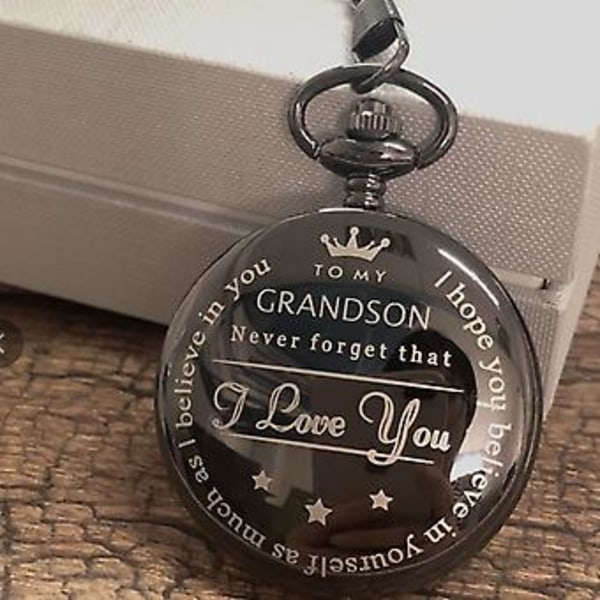 TO MY
GRANDSON
Never forget that
I Love You
I hope you believe in yourself as much as I believe in you